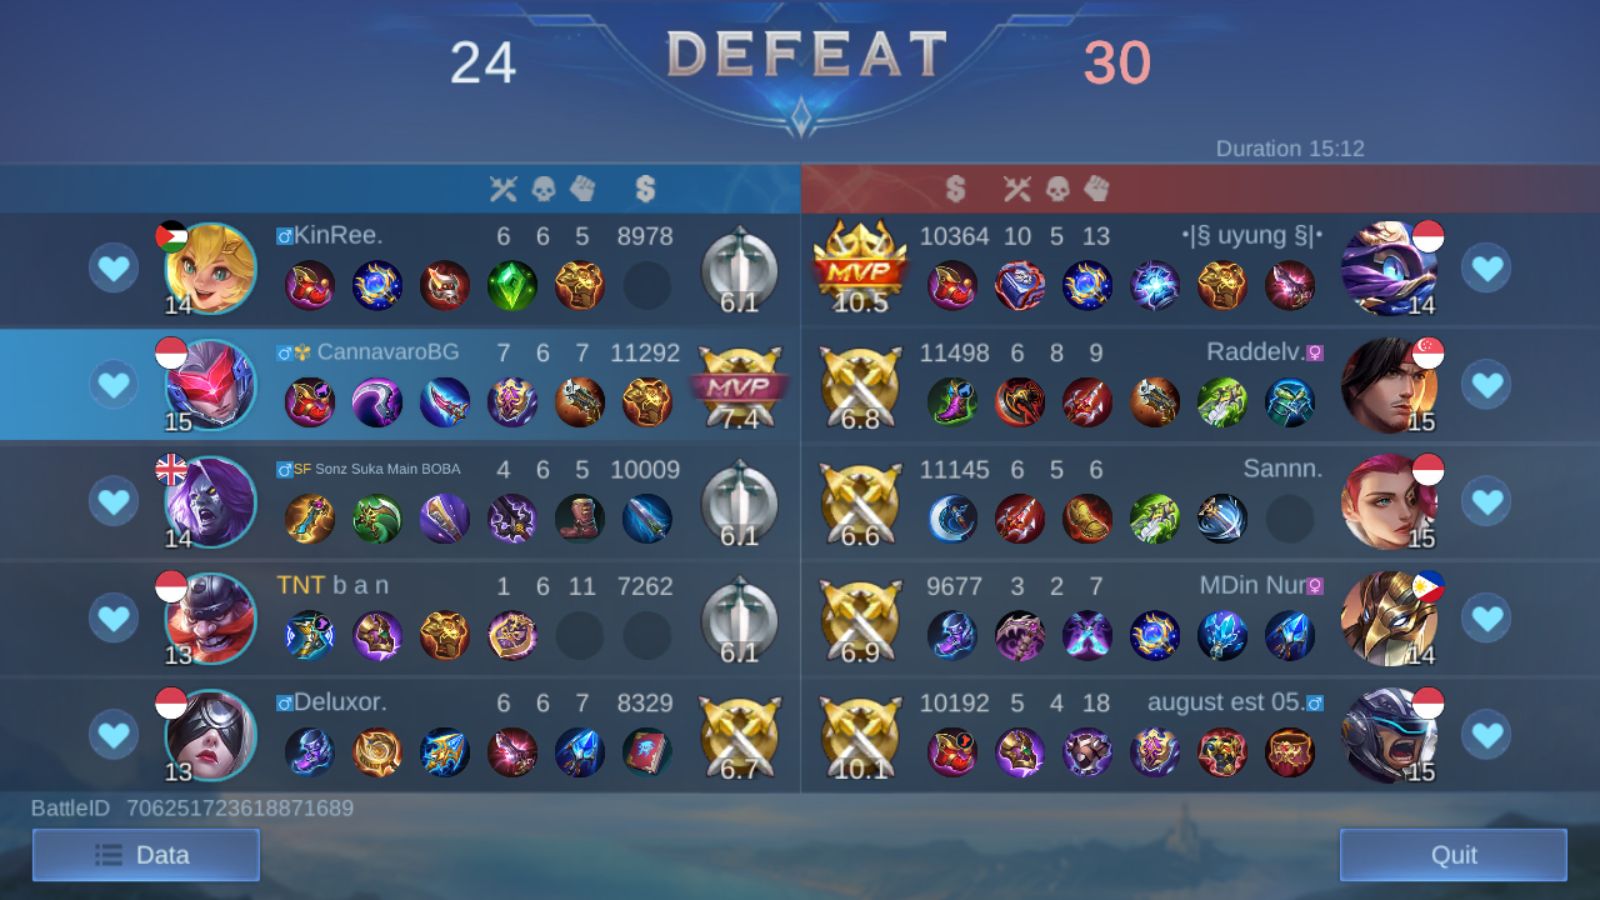 24 DEFEAT 30
Duration 15:12
KinRee. 6 6 5 8978
14 6.1
MVP 10364 10 5 13 •|§ uyung §|•
10.5 14
CannavaroBG 7 6 7 11292
15 MVP 7.4
11498 6 8 9 Raddelv.
6.8 15
SF Sonz Suka Main BOBA 4 6 5 10009
14 6.1
11145 6 5 6 Sannn.
6.6 15
TNT b a n 1 6 11 7262
13 6.1
9677 3 2 7 MDin Nur
6.9 14
Deluxor. 6 6 7 8329
13 6.7
10192 5 4 18 august est 05.
10.1 15
BattleID 706251723618871689
Data
Quit